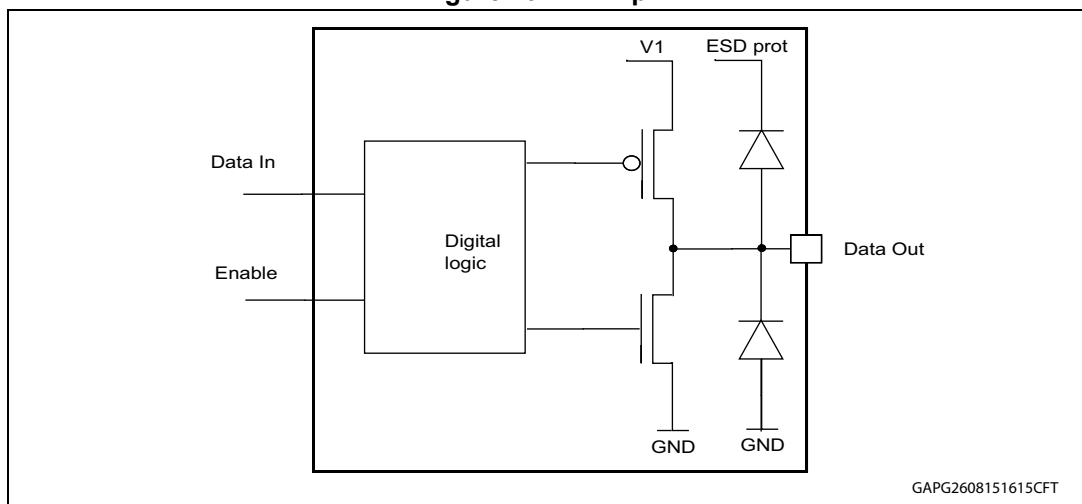 V1
ESD prot
Data In
Digital
logic
Data Out
Enable
GND
GND
GAPG2608151615CFT